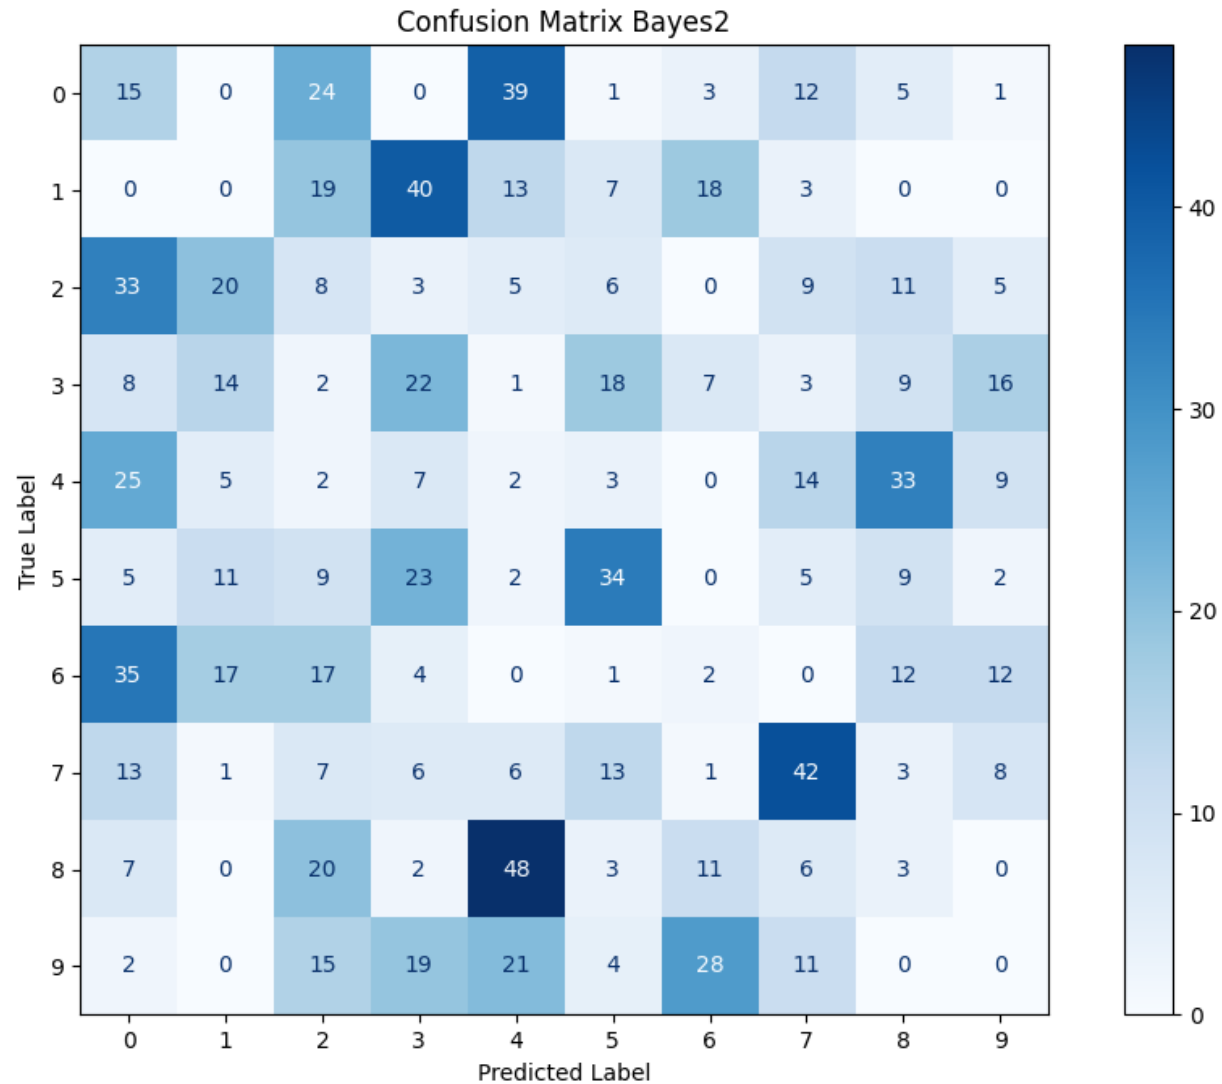 Confusion Matrix Bayes2
0 15 0 24 0 39 1 3 12 5 1
1 0 0 19 40 13 7 18 3 0 0
40
2 33 20 8 3 5 6 0 9 11 5
3 8 14 2 22 1 18 7 3 9 16
30
True Label
4 25 5 2 7 2 3 0 14 33 9
5 5 11 9 23 2 34 0 5 9 2
20
6 35 17 17 4 0 1 2 0 12 12
7 13 1 7 6 6 13 1 42 3 8
10
8 7 0 20 2 48 3 11 6 3 0
9 2 0 15 19 21 4 28 11 0 0
0
0 1 2 3 4 5 6 7 8 9
Predicted Label